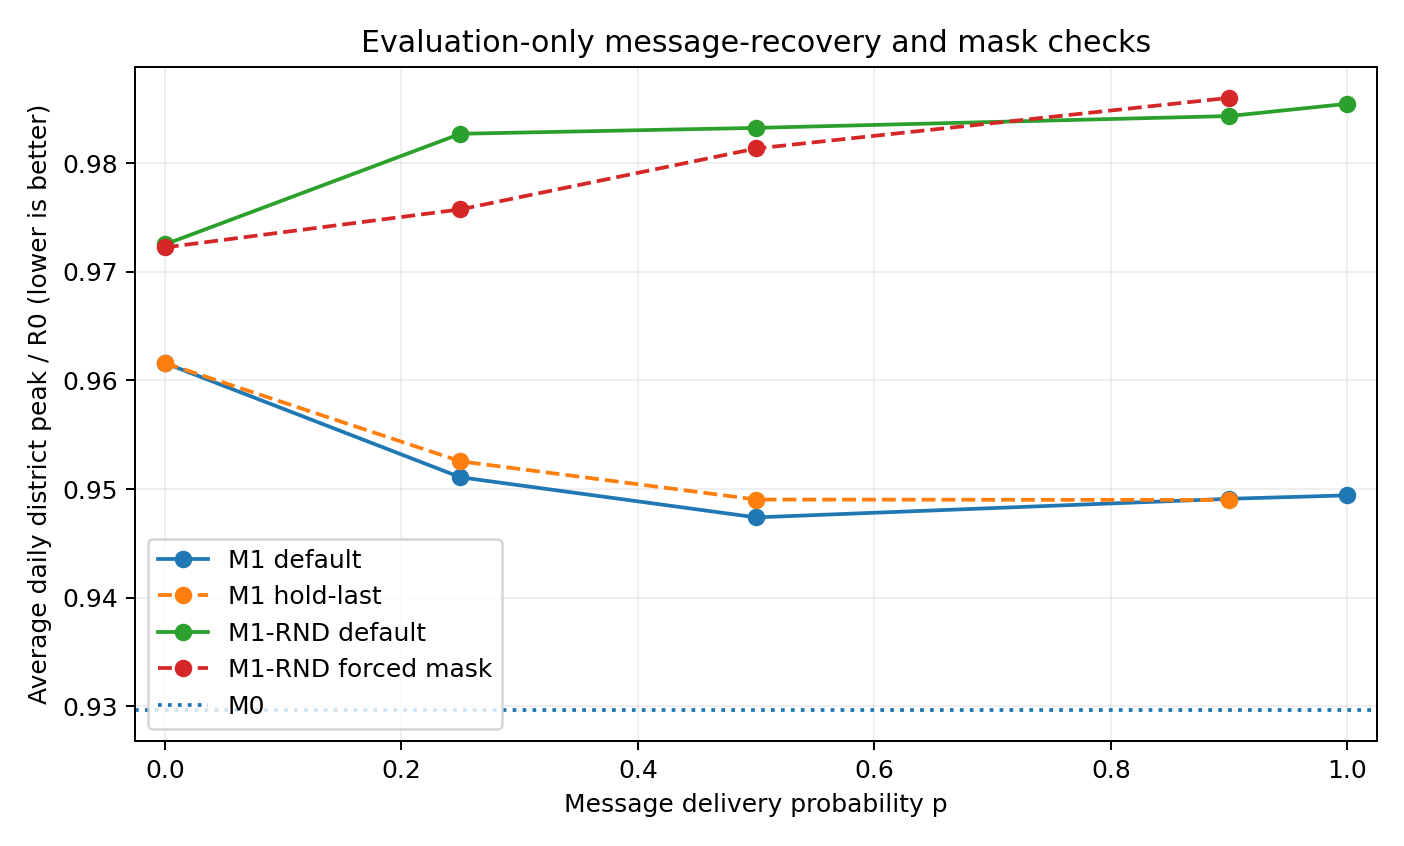 Evaluation-only message-recovery and mask checks
Average daily district peak / R0 (lower is better)
0.98
0.97
0.96
0.95
0.94
0.93
M1 default
M1 hold-last
M1-RND default
M1-RND forced mask
M0
0.0 0.2 0.4 0.6 0.8 1.0
Message delivery probability p